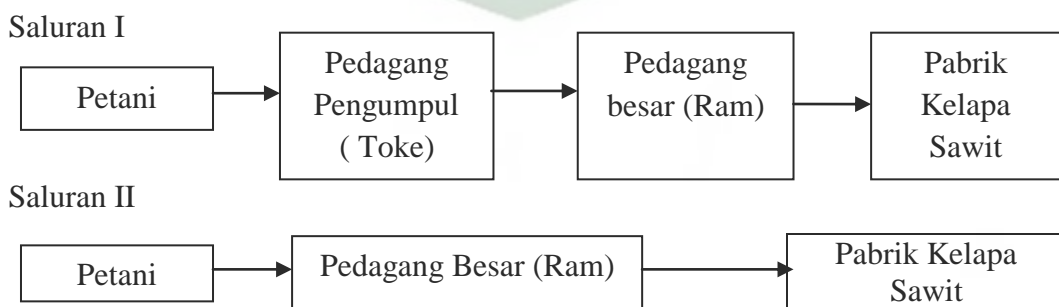 Saluran I
Petani
Pedagang
Pengumpul
( Toke)
Pedagang
besar (Ram)
Pabrik
Kelapa
Sawit
Saluran II
Petani
Pedagang Besar (Ram)
Pabrik Kelapa
Sawit